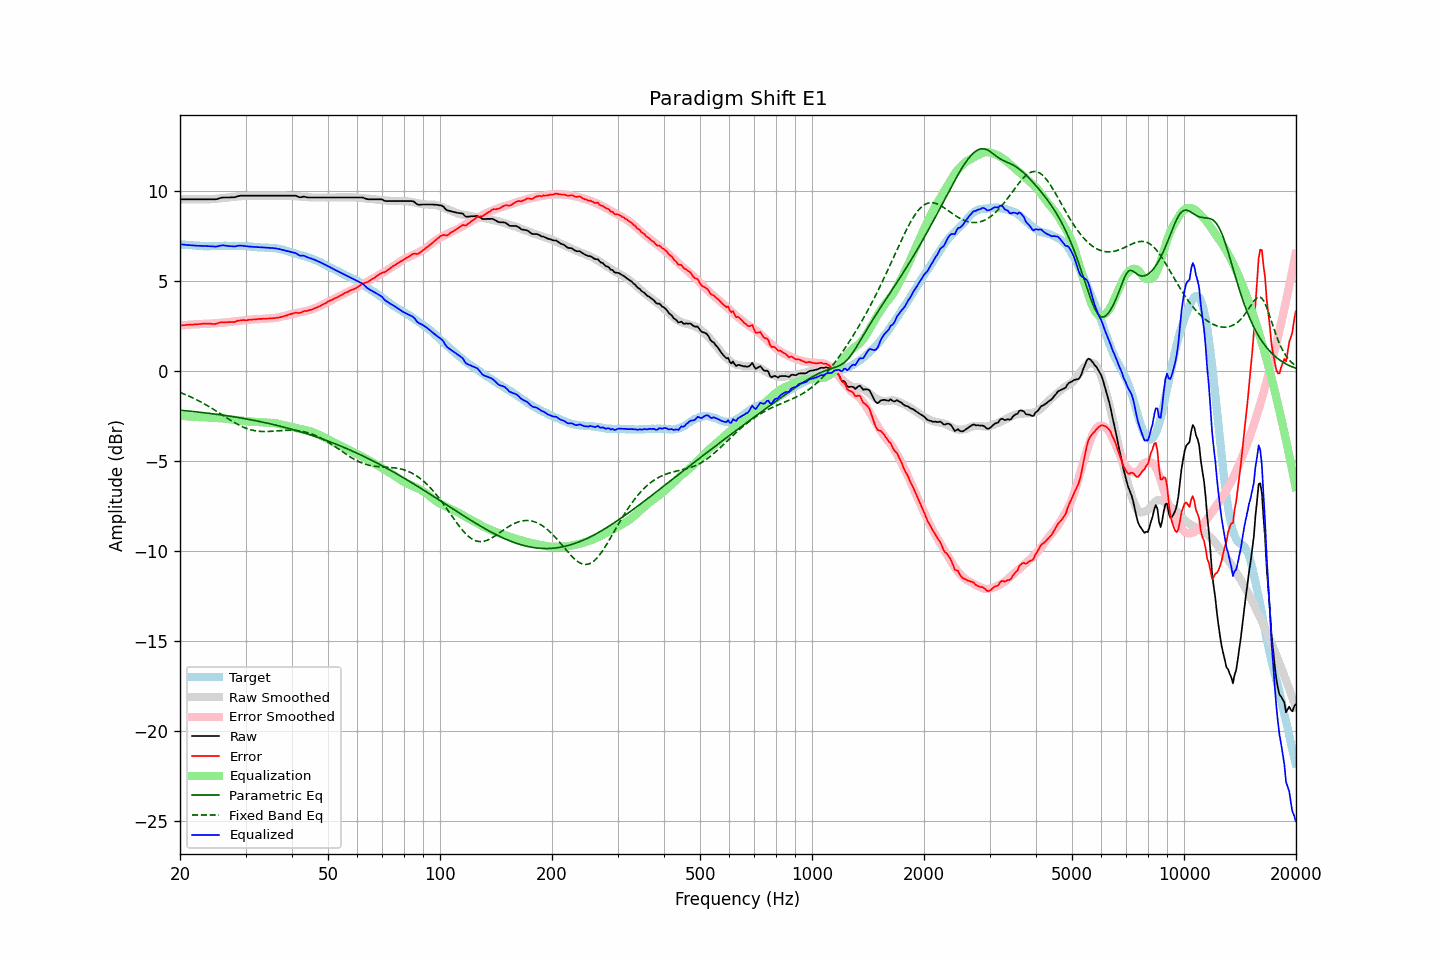 Paradigm Shift E1
Amplitude (dBr)
10
5
0
−5
−10
−15
−20
−25
Target
Raw Smoothed
Error Smoothed
Raw
Error
Equalization
Parametric Eq
Fixed Band Eq
Equalized
20 50 100 200 500 1000 2000 5000 10000 20000
Frequency (Hz)